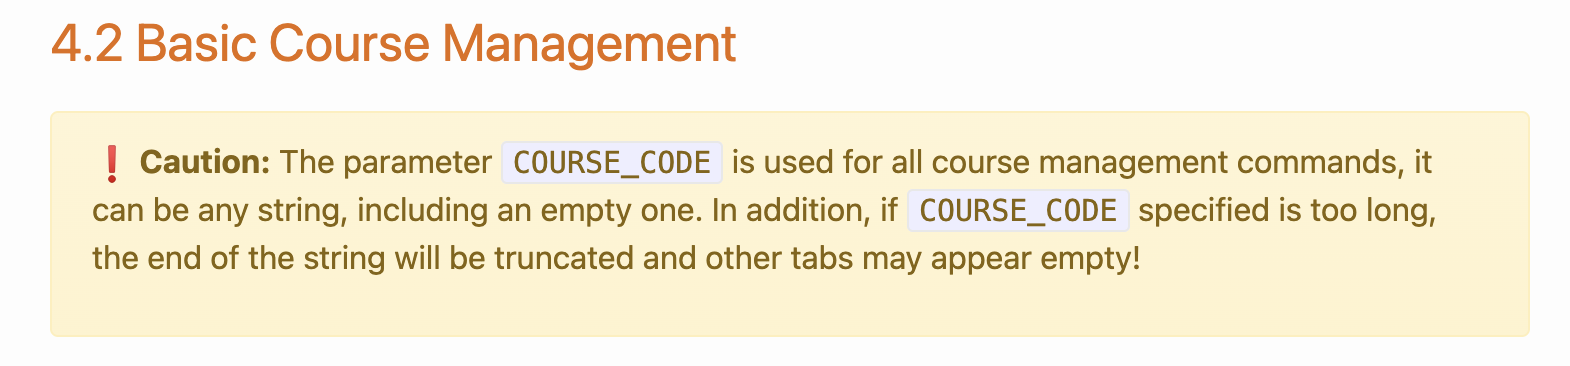 4.2 Basic Course Management
❗ Caution: The parameter COURSE_CODE is used for all course management commands, it
can be any string, including an empty one. In addition, if COURSE_CODE specified is too long,
the end of the string will be truncated and other tabs may appear empty!